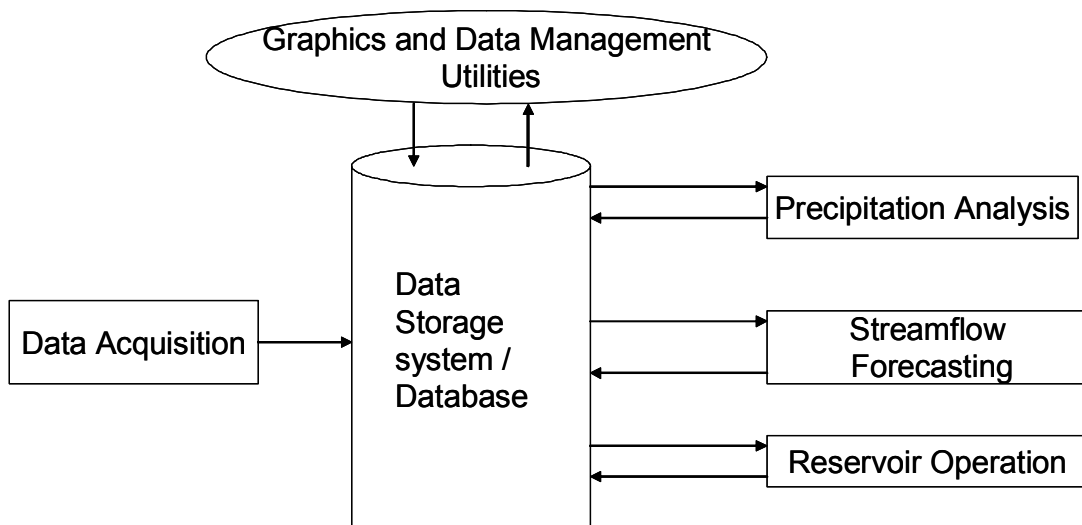 Graphics and Data Management
Utilities
Precipitation Analysis
Data
Storage
system /
Database
Data Acquisition
Streamflow
Forecasting
Reservoir Operation